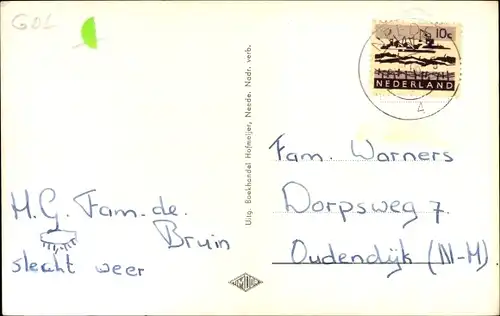 G01
10c
NEDERLAND
4
Uitg. Boekhandel Hofmeijer, Neede. Nadr. verb.
Fam. Warners
Dorpsweg 7.
Oudendijk (N-H)
H.G. Fam. de.
Bruin
slecht weer